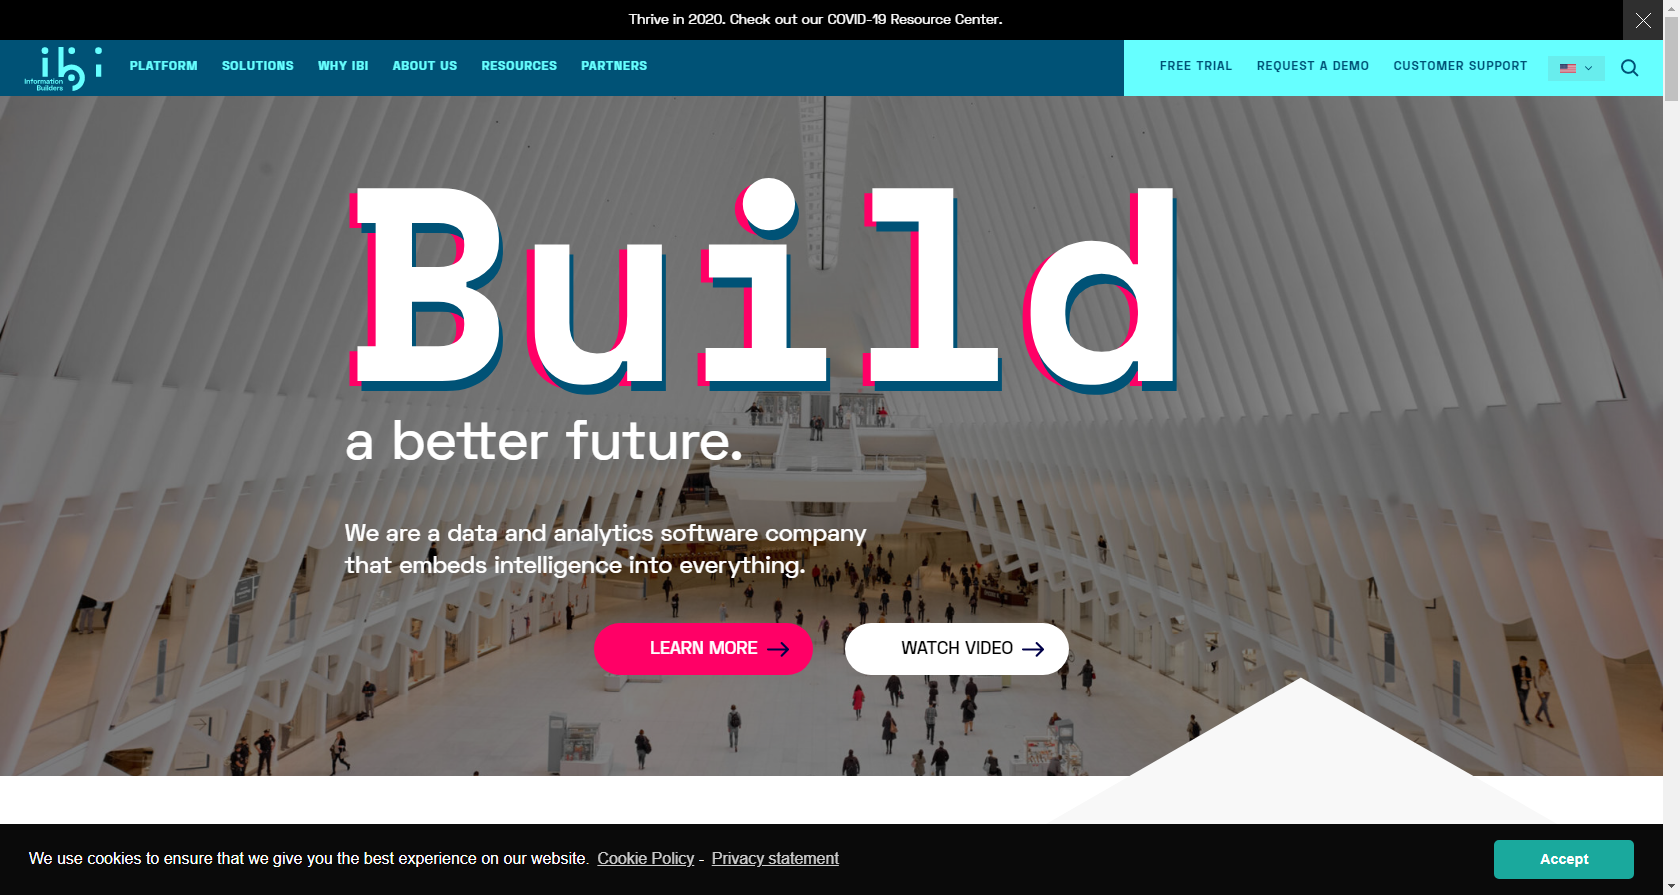 Thrive in 2020. Check out our COVID-19 Resource Center.
ibi
Information
Builders
PLATFORM
SOLUTIONS
WHY IBI
ABOUT US
RESOURCES
PARTNERS
FREE TRIAL
REQUEST A DEMO
CUSTOMER SUPPORT
Build
a better future.
We are a data and analytics software company
that embeds intelligence into everything.
LEARN MORE
WATCH VIDEO
We use cookies to ensure that we give you the best experience on our website. Cookie Policy - Privacy statement
Accept